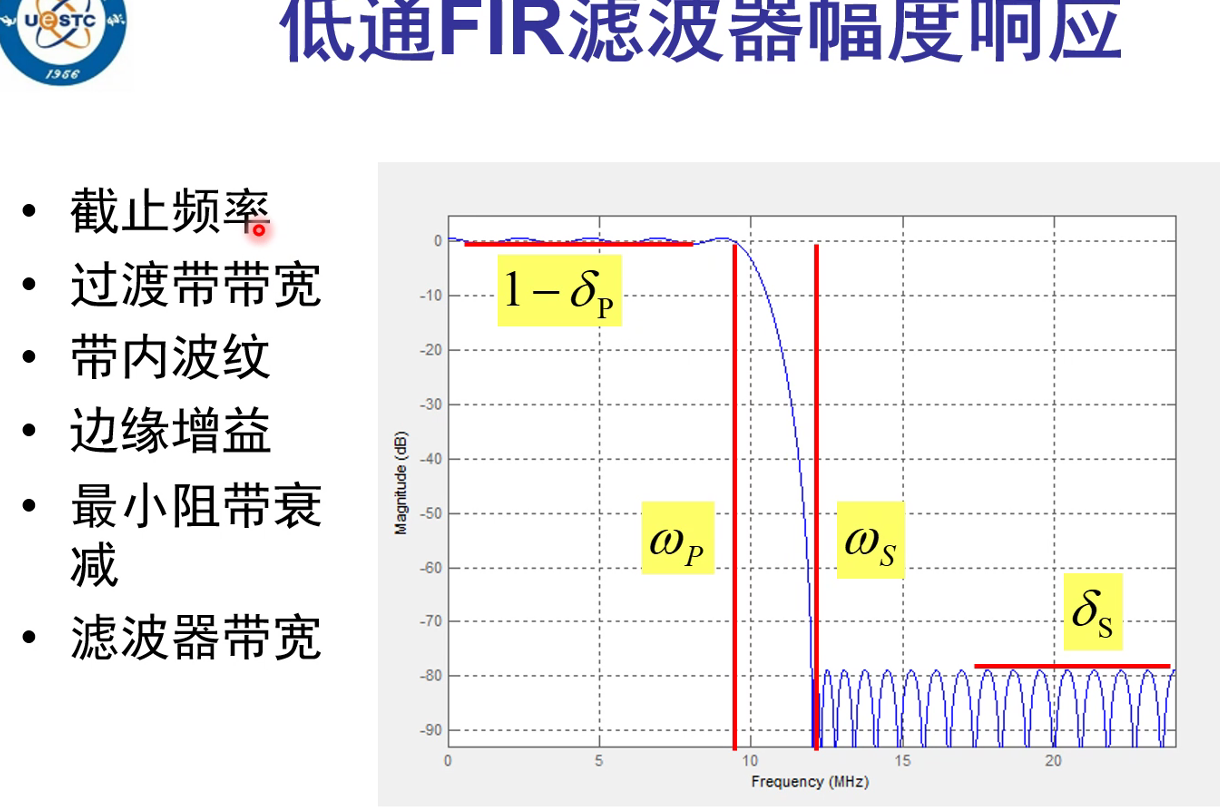 UeSTC
1956
低通FIR滤波器幅度响应
• 截止频率
• 过渡带带宽
• 带内波纹
• 边缘增益
• 最小阻带衰
减
• 滤波器带宽
0
-10
-20
-30
-40
-50
-60
-70
-80
-90
Magnitude (dB)
1 − δP
ωP
ωS
δS
0 5 10 15 20
Frequency (MHz)